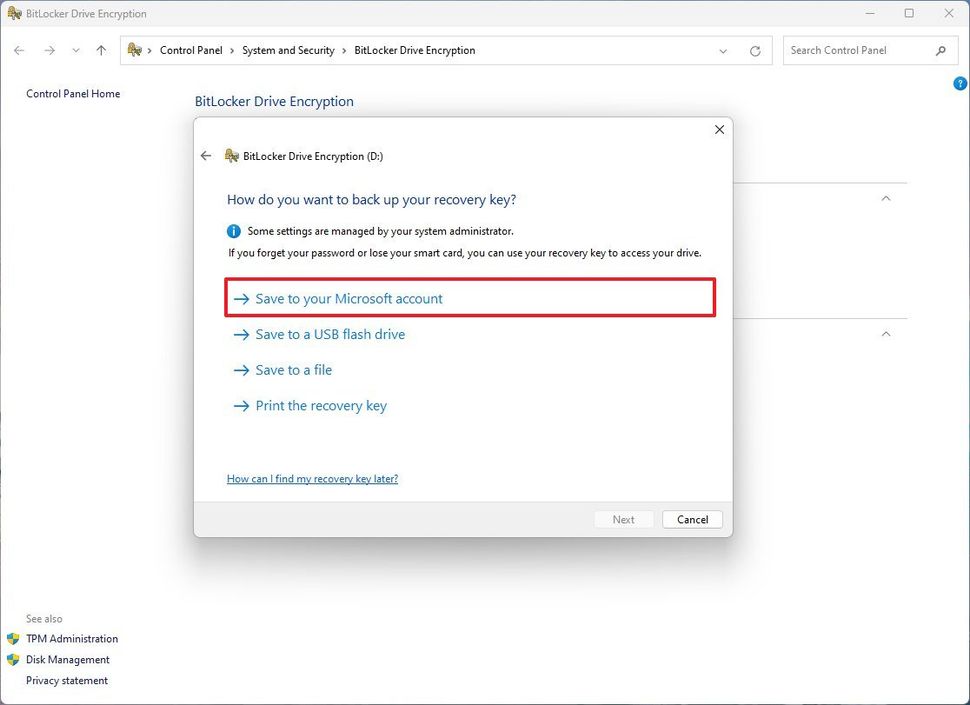 BitLocker Drive Encryption
Control Panel > System and Security > BitLocker Drive Encryption
Search Control Panel
?
Control Panel Home
BitLocker Drive Encryption
BitLocker Drive Encryption (D:)
How do you want to back up your recovery key?
i Some settings are managed by your system administrator.
If you forget your password or lose your smart card, you can use your recovery key to access your drive.
Save to your Microsoft account
Save to a USB flash drive
Save to a file
Print the recovery key
How can I find my recovery key later?
Next
Cancel
See also
TPM Administration
Disk Management
Privacy statement